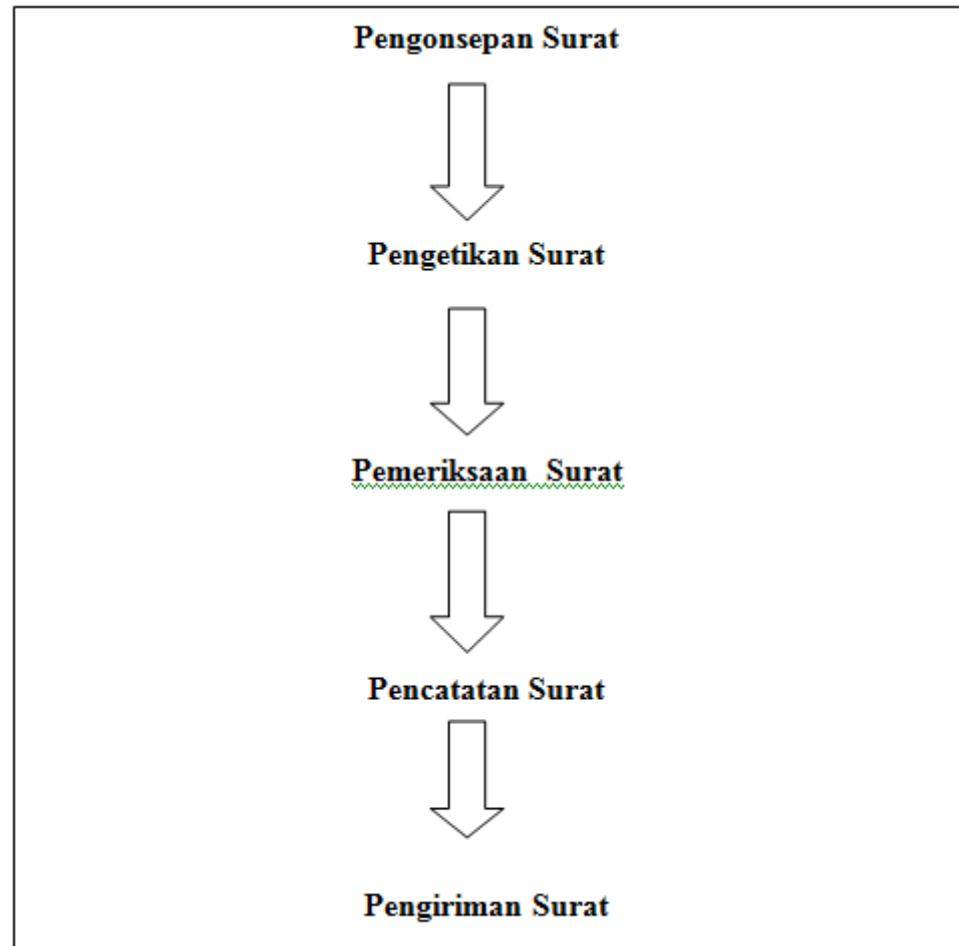 Pengonsepan Surat
Pengetikan Surat
Pemeriksaan Surat
Pencatatan Surat
Pengiriman Surat